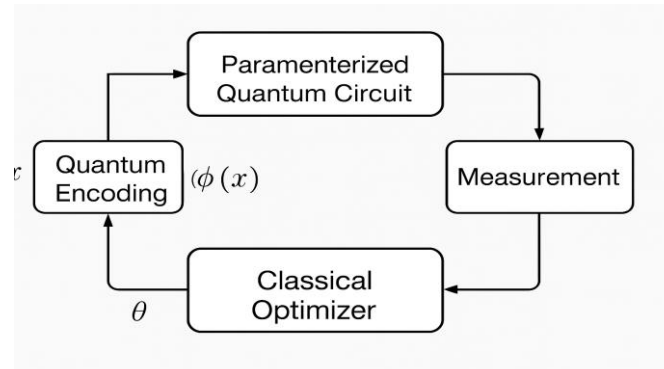 Paramenterized
Quantum Circuit
x
Quantum
Encoding
(ϕ(x)
Measurement
Classical
Optimizer
θ